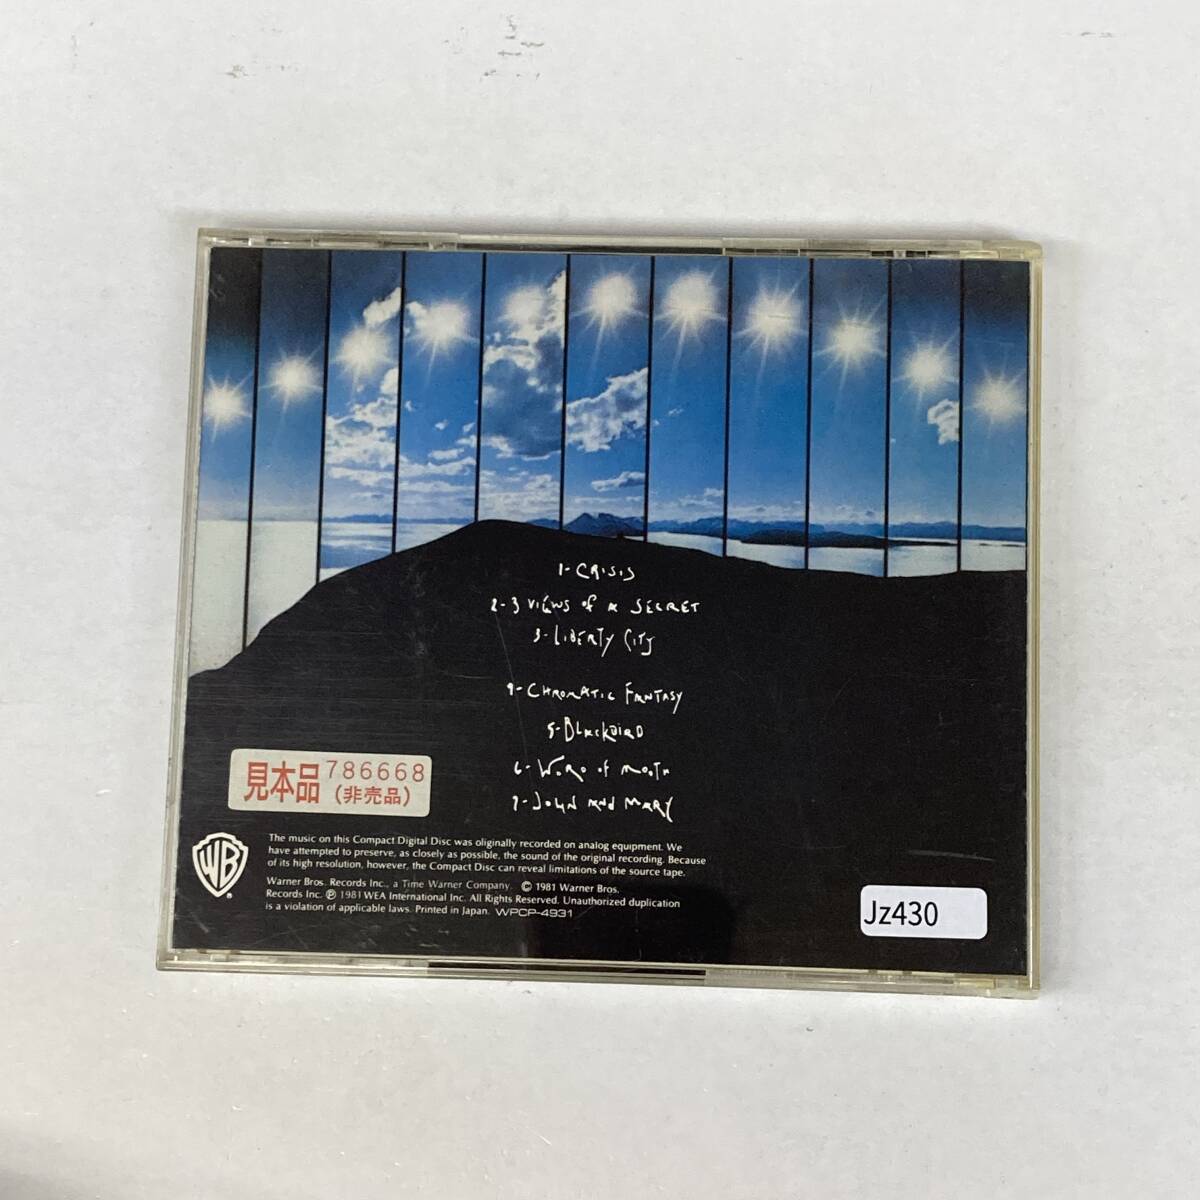 1- CRISIS
2- 3 VIEWS of A SECRET
3- LIBERTY CITY
4- CHROMATIC FANTASY
5- BLACKBIRD
6- WORD of MOUTH
7- JOHN AND MARY
見本品 786668
(非売品)
The music on this Compact Digital Disc was oliginally recorded on analog equipment. We
have attempted to preserve, as closely as possible, the sound of the original recording. Because
of its high resolution, however, the Compact Disc can reveal limitations of the source tape.
WB
Warner Bros. Records Inc., a Time Warner Company. © 1981 Warner Bros.
Records Inc. ℗ 1981 WEA International Inc. All Rights Reserved. Unauthorized duplication
is a violation of applicable laws. Printed in Japan. WPCP-4931
Jz430